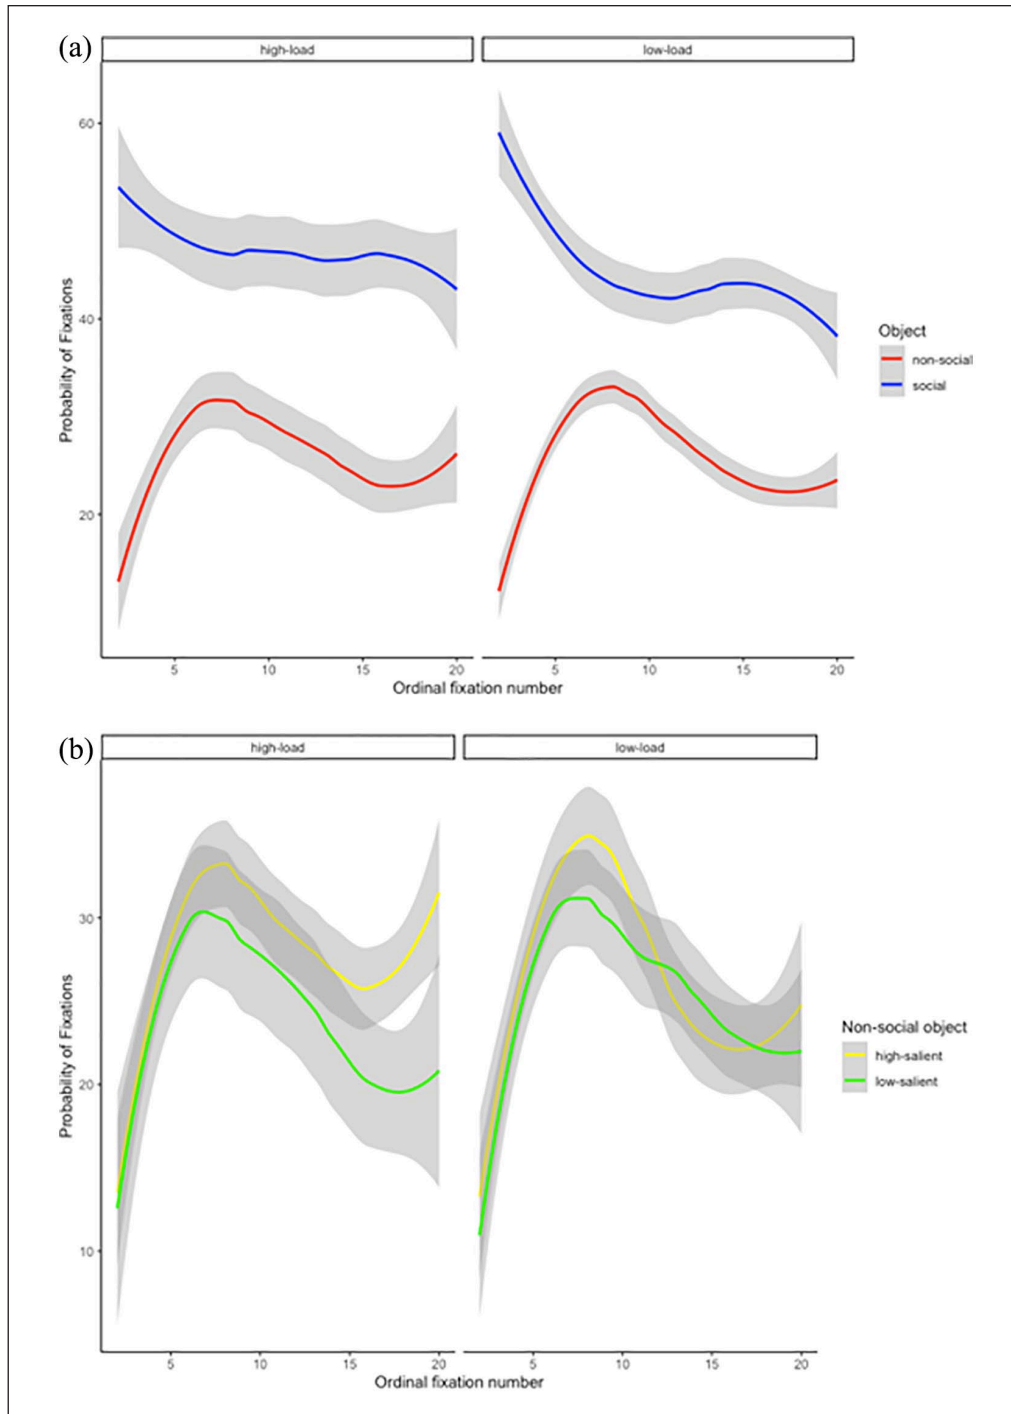 (a)
high-load
low-load
60
40
20
Probability of Fixations
5
10
15
20
5
10
15
20
Ordinal fixation number
Object
non-social
social
(b)
high-load
low-load
30
20
10
Probability of Fixations
5
10
15
20
5
10
15
20
Ordinal fixation number
Non-social object
high-salient
low-salient